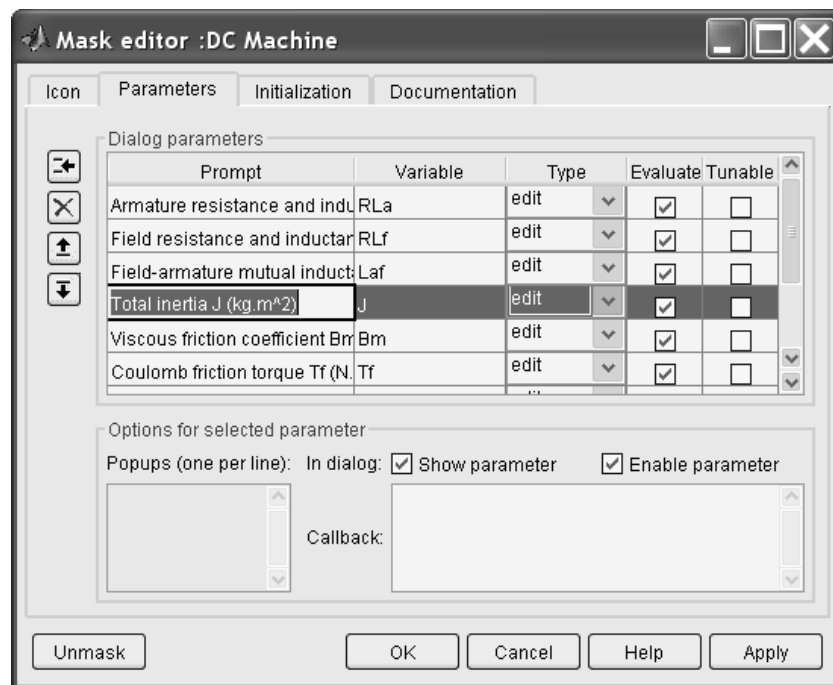 Mask editor :DC Machine
Icon Parameters Initialization Documentation
Dialog parameters
Prompt Variable Type Evaluate Tunable
Armature resistance and indu RLa edit
Field resistance and inductar RLf edit
Field-armature mutual induct Laf edit
Total inertia J (kg.m^2) J edit
Viscous friction coefficient Bm Bm edit
Coulomb friction torque Tf (N. Tf edit
Options for selected parameter
Popups (one per line): In dialog: Show parameter Enable parameter
Callback:
Unmask OK Cancel Help Apply